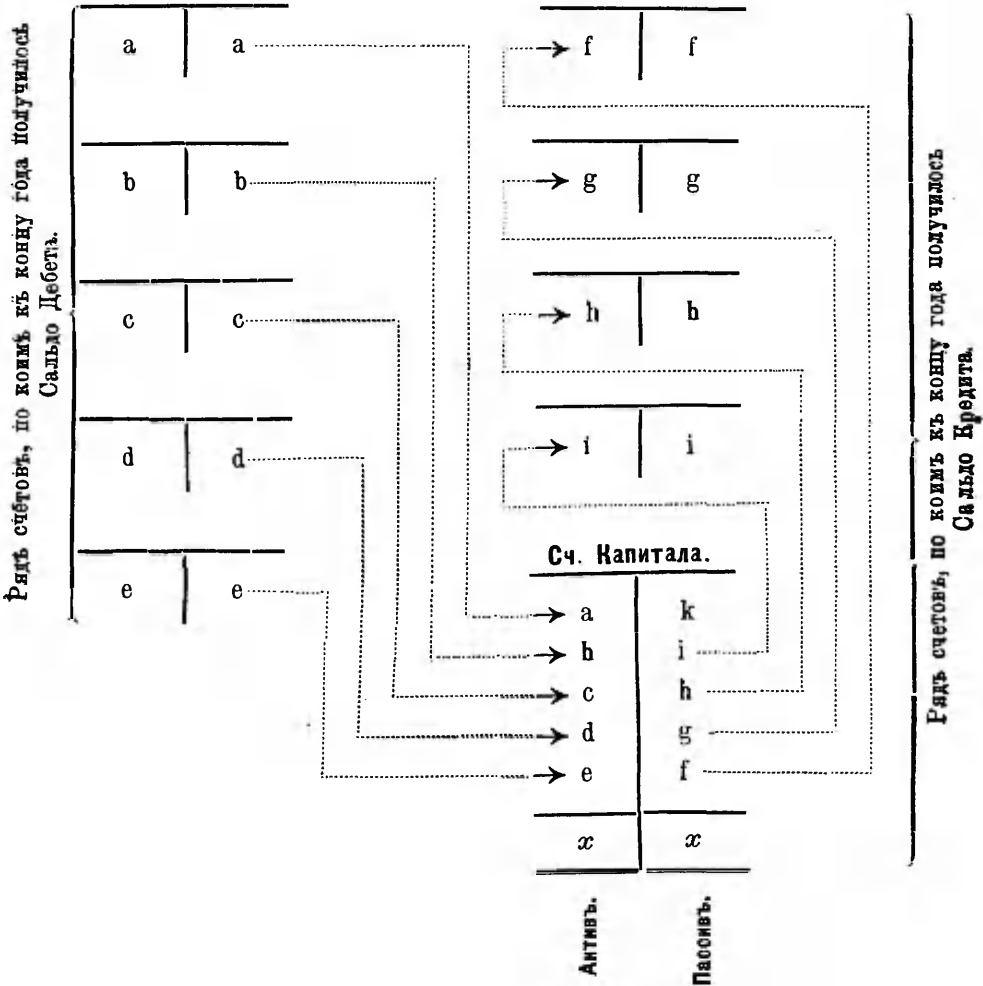 Рядъ счетовъ, по коимъ къ концу года получилось
Сальдо Дебетъ.
a a
b b
c c
d d
e e
f f
g g
h h
i i
Сч. Капитала.
a k
b i
c h
d g
e f
x x
Активъ.
Пассивъ.
Рядъ счетовъ, по коимъ къ концу года получилось
Сальдо Кредита.